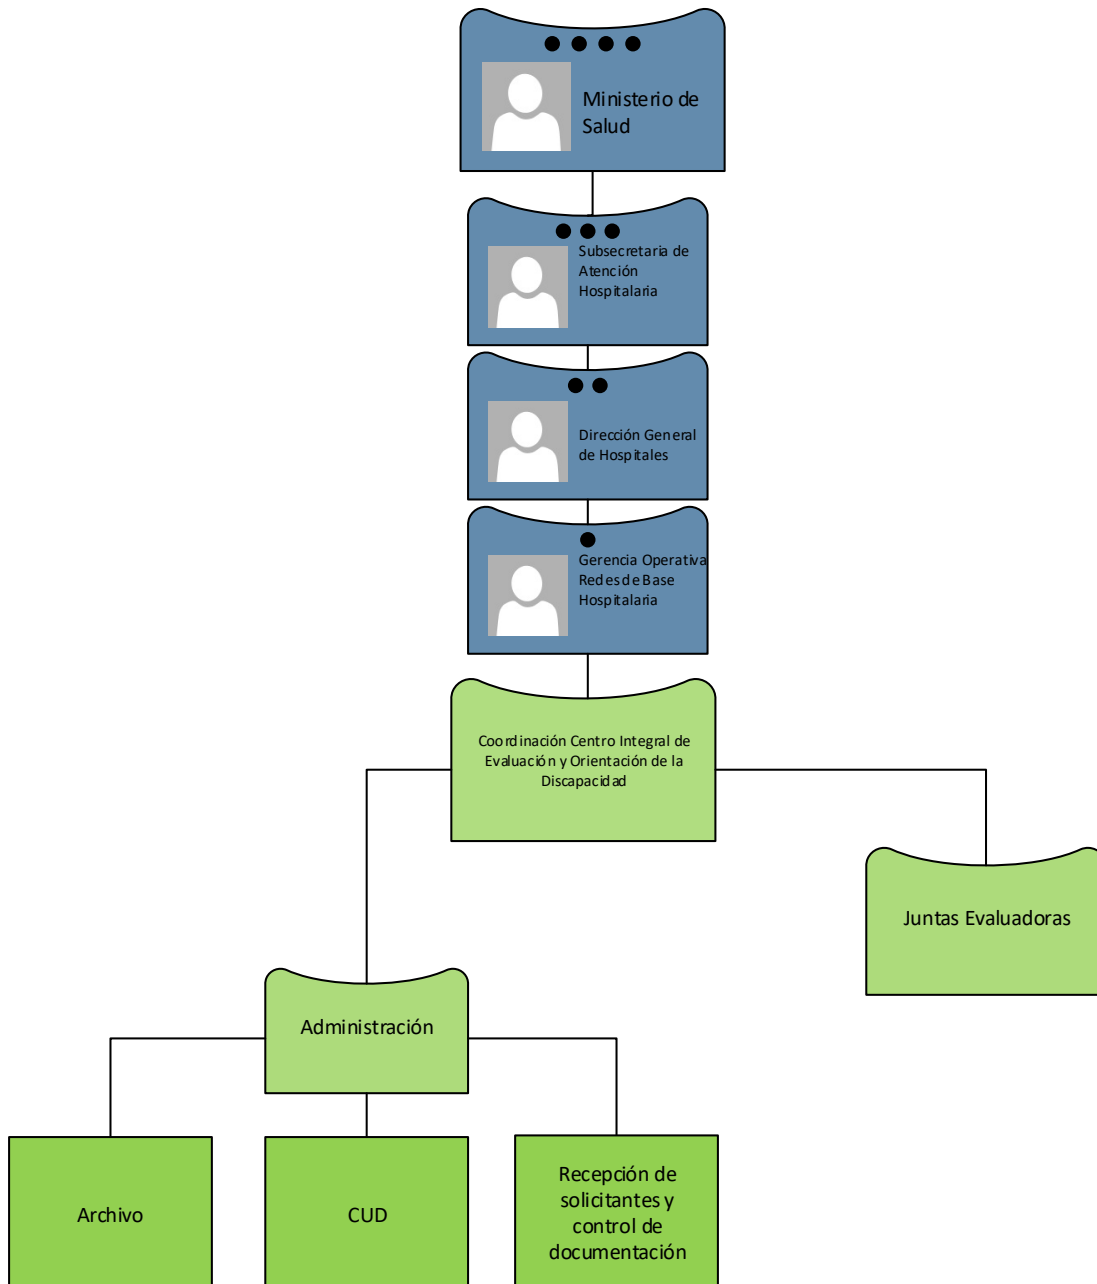 Ministerio de
Salud
Subsecretaria de
Atención
Hospitalaria
Dirección General
de Hospitales
Gerencia Operativa
Redes de Base
Hospitalaria
Coordinación Centro Integral de
Evaluación y Orientación de la
Discapacidad
Juntas Evaluadoras
Administración
Archivo
CUD
Recepción de
solicitantes y
control de
documentación